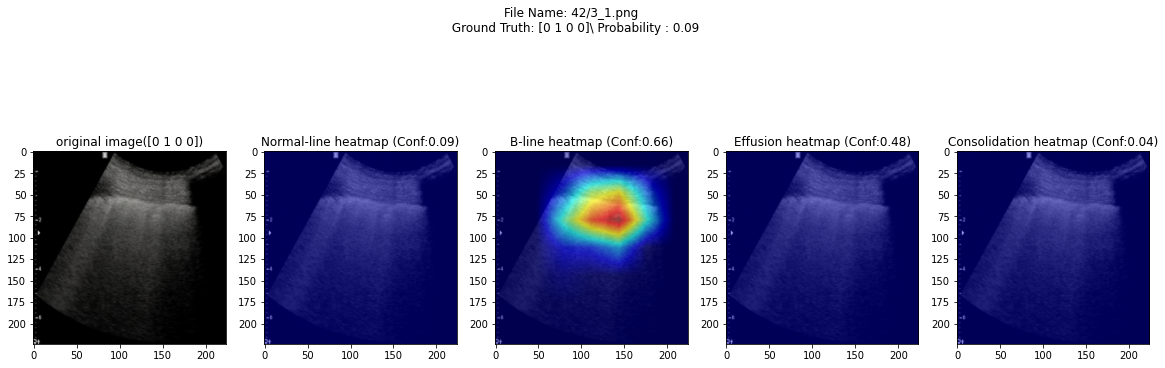 File Name: 42/3_1.png
Ground Truth: [0 1 0 0]\ Probability : 0.09
original image([0 1 0 0])
Normal-line heatmap (Conf:0.09)
B-line heatmap (Conf:0.66)
Effusion heatmap (Conf:0.48)
Consolidation heatmap (Conf:0.04)
0 0 0 0 0
25 25 25 25 25
50 50 50 50 50
75 75 75 75 75
100 100 100 100 100
125 125 125 125 125
150 150 150 150 150
175 175 175 175 175
200 200 200 200 200
0 50 100 150 200 0 50 100 150 200 0 50 100 150 200 0 50 100 150 200 0 50 100 150 200